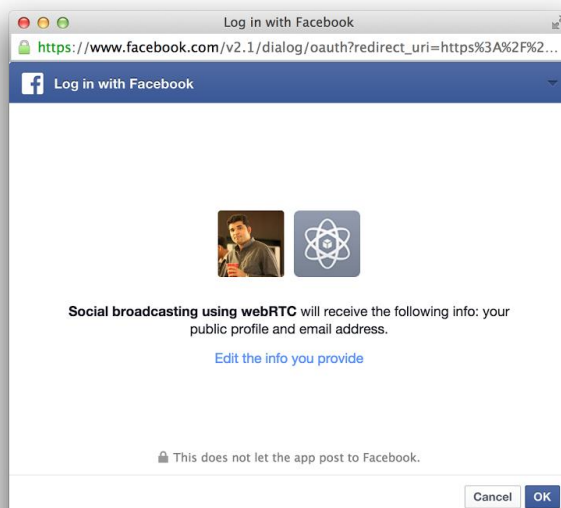 Log in with Facebook
https://www.facebook.com/v2.1/dialog/oauth?redirect_uri=https%3A%2F%2...
f Log in with Facebook
Social broadcasting using webRTC will receive the following info: your
public profile and email address.
Edit the info you provide
This does not let the app post to Facebook.
Cancel OK